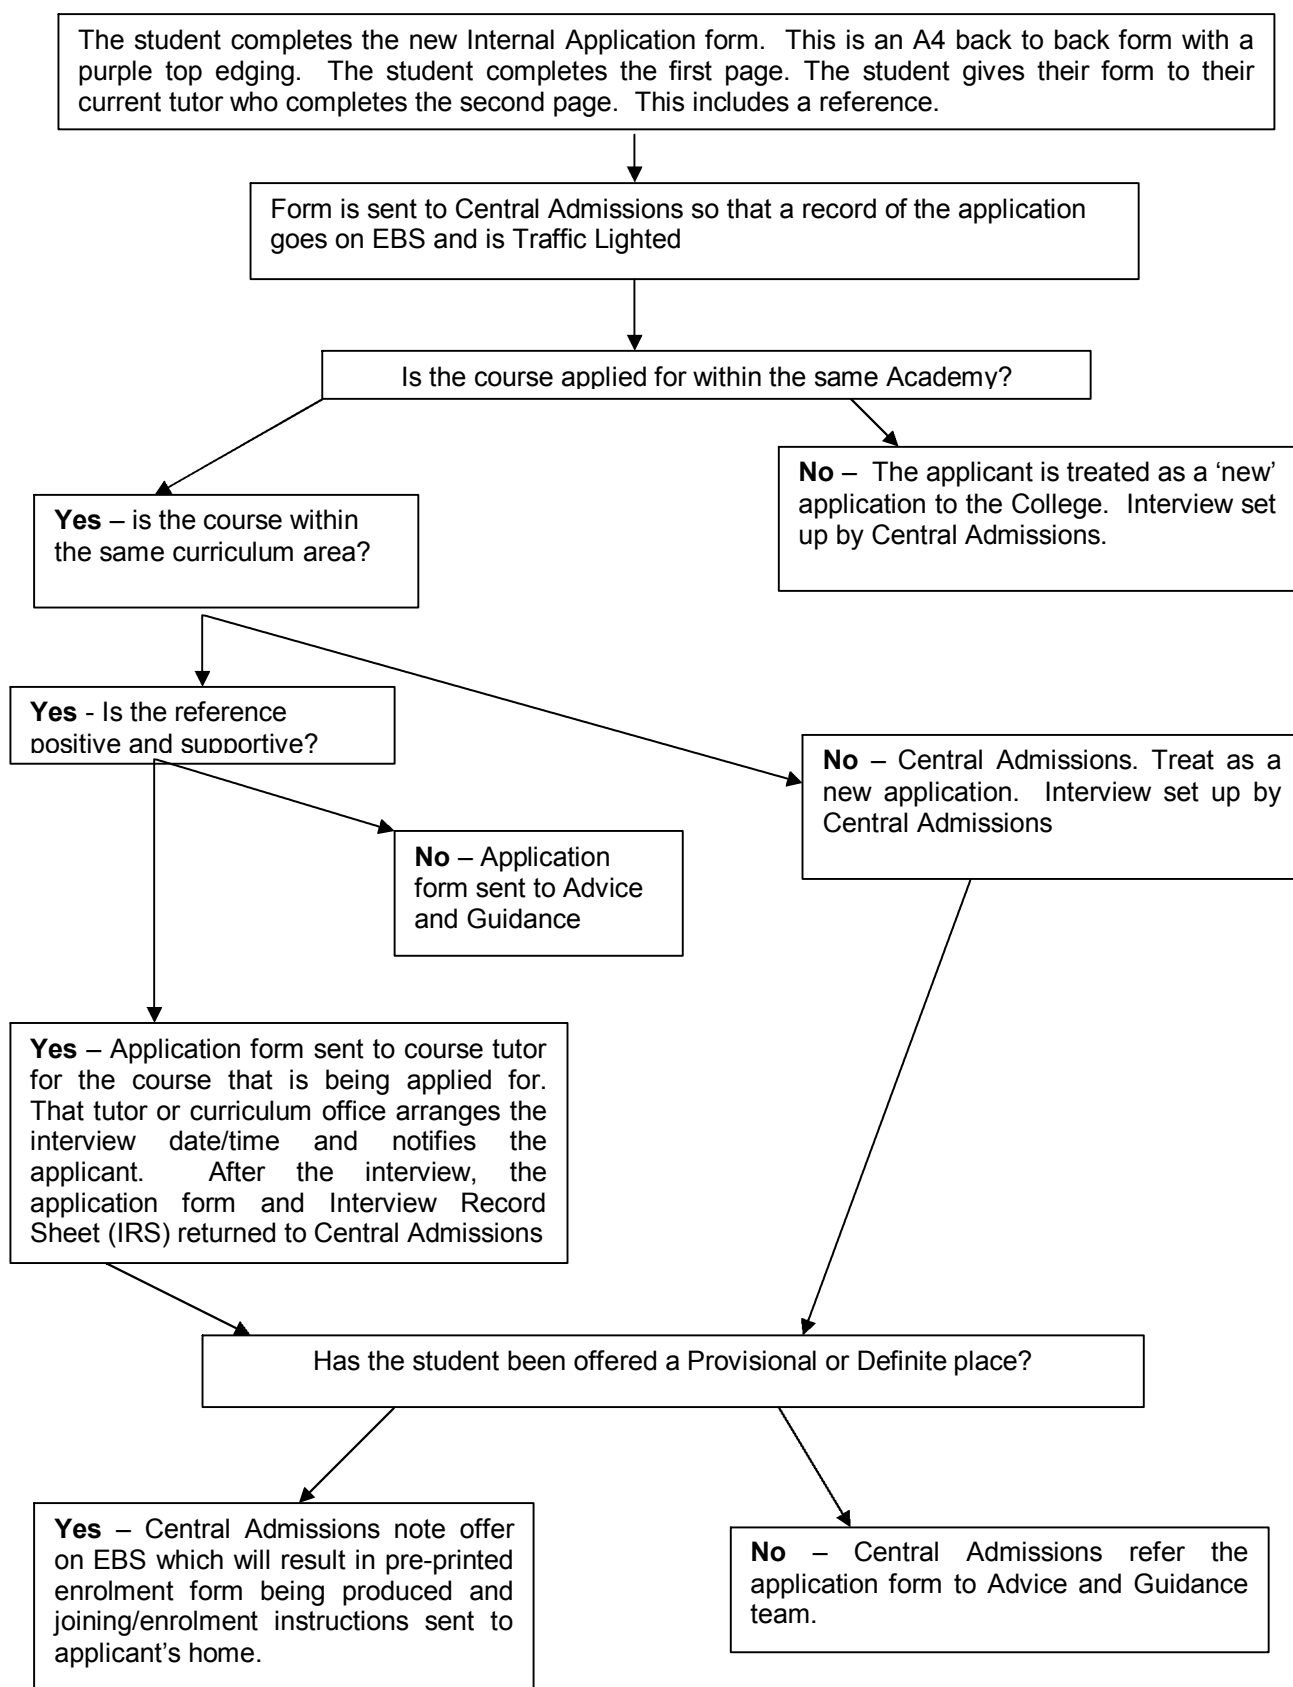 The student completes the new Internal Application form. This is an A4 back to back form with a
purple top edging. The student completes the first page. The student gives their form to their
current tutor who completes the second page. This includes a reference.
Form is sent to Central Admissions so that a record of the application
goes on EBS and is Traffic Lighted
Is the course applied for within the same Academy?
No – The applicant is treated as a ‘new’
application to the College. Interview set
up by Central Admissions.
Yes – is the course within
the same curriculum area?
Yes - Is the reference
positive and supportive?
No – Central Admissions. Treat as a
new application. Interview set up by
Central Admissions
No – Application
form sent to Advice
and Guidance
Yes – Application form sent to course tutor
for the course that is being applied for.
That tutor or curriculum office arranges the
interview date/time and notifies the
applicant. After the interview, the
application form and Interview Record
Sheet (IRS) returned to Central Admissions
Has the student been offered a Provisional or Definite place?
Yes – Central Admissions note offer
on EBS which will result in pre-printed
enrolment form being produced and
joining/enrolment instructions sent to
applicant’s home.
No – Central Admissions refer the
application form to Advice and Guidance
team.